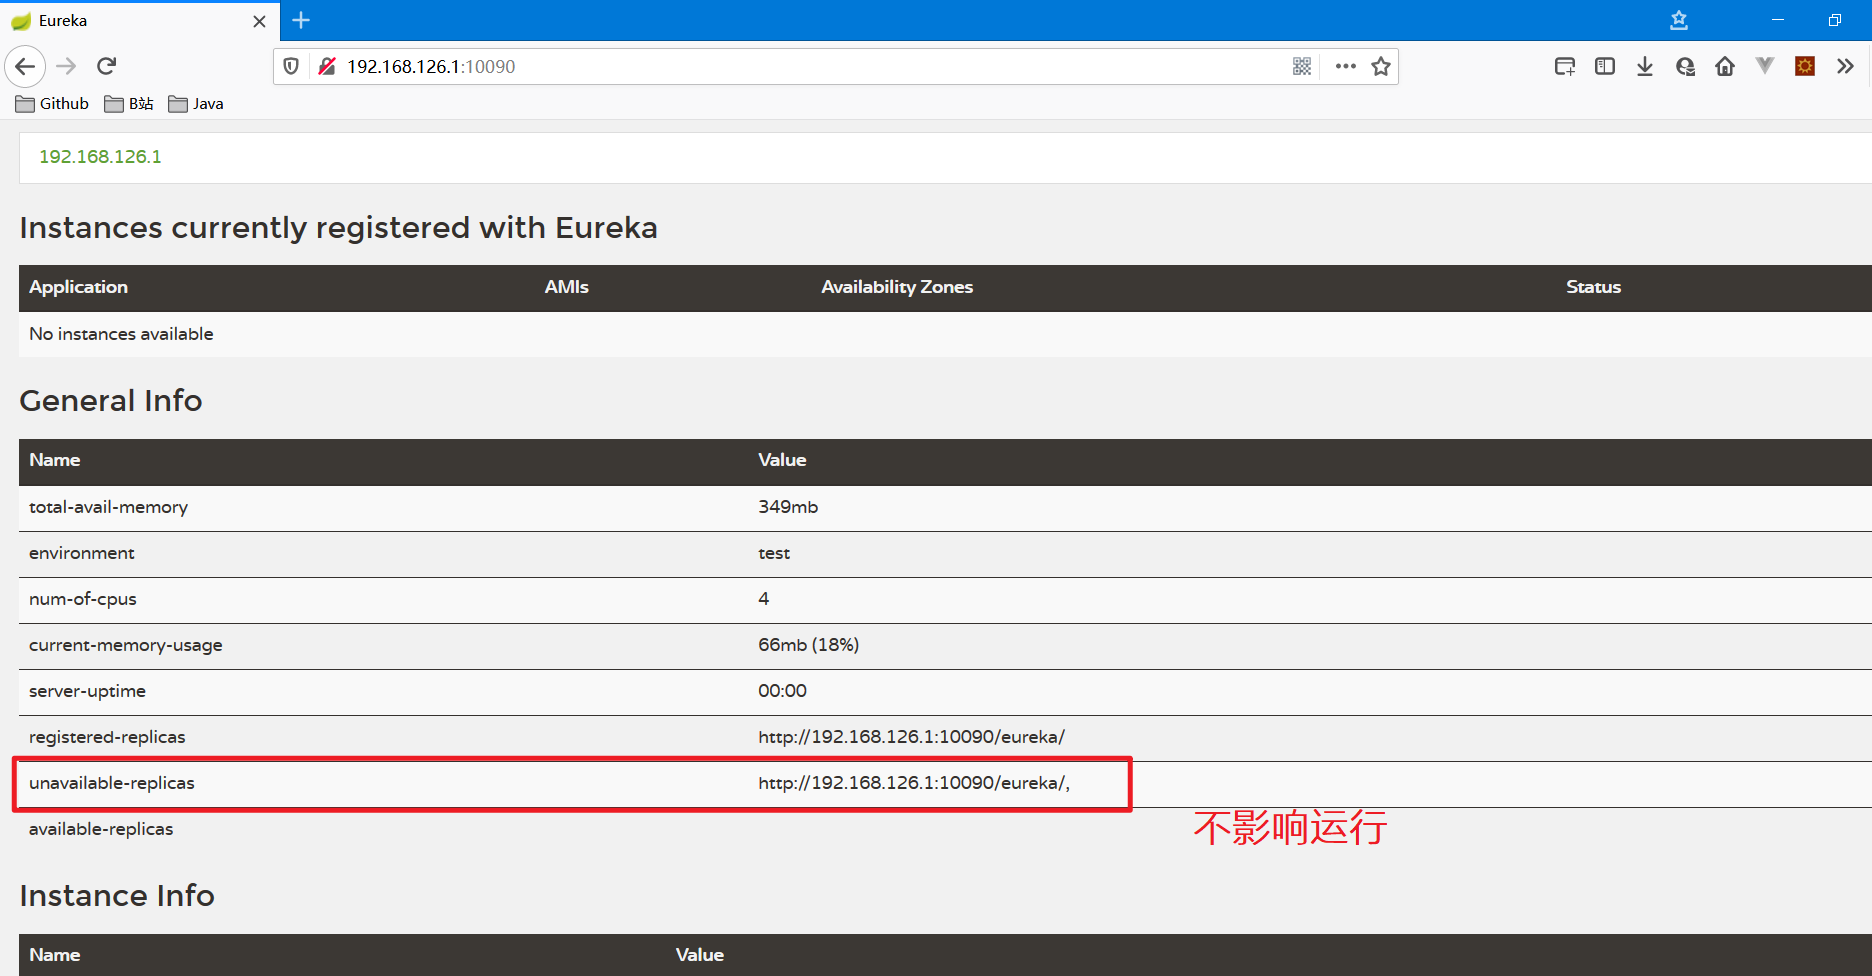 Eureka
192.168.126.1:10090
Github B站 Java
192.168.126.1
Instances currently registered with Eureka
Application AMIs Availability Zones Status
No instances available
General Info
Name Value
total-avail-memory 349mb
environment test
num-of-cpus 4
current-memory-usage 66mb (18%)
server-uptime 00:00
registered-replicas http://192.168.126.1:10090/eureka/
unavailable-replicas http://192.168.126.1:10090/eureka/,
available-replicas
不影响运行
Instance Info
Name Value